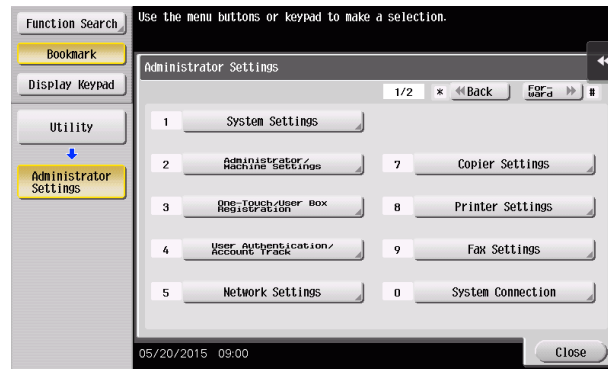 Function Search
Use the menu buttons or keypad to make a selection.
Bookmark
Display Keypad
Administrator Settings
1/2 * Back For-
ward #
Utility
Administrator
Settings
1 System Settings
2 Administrator/
Machine Settings
7 Copier Settings
3 One-Touch/User Box
Registration
8 Printer Settings
4 User Authentication/
Account Track
9 Fax Settings
5 Network Settings
0 System Connection
05/20/2015 09:00
Close